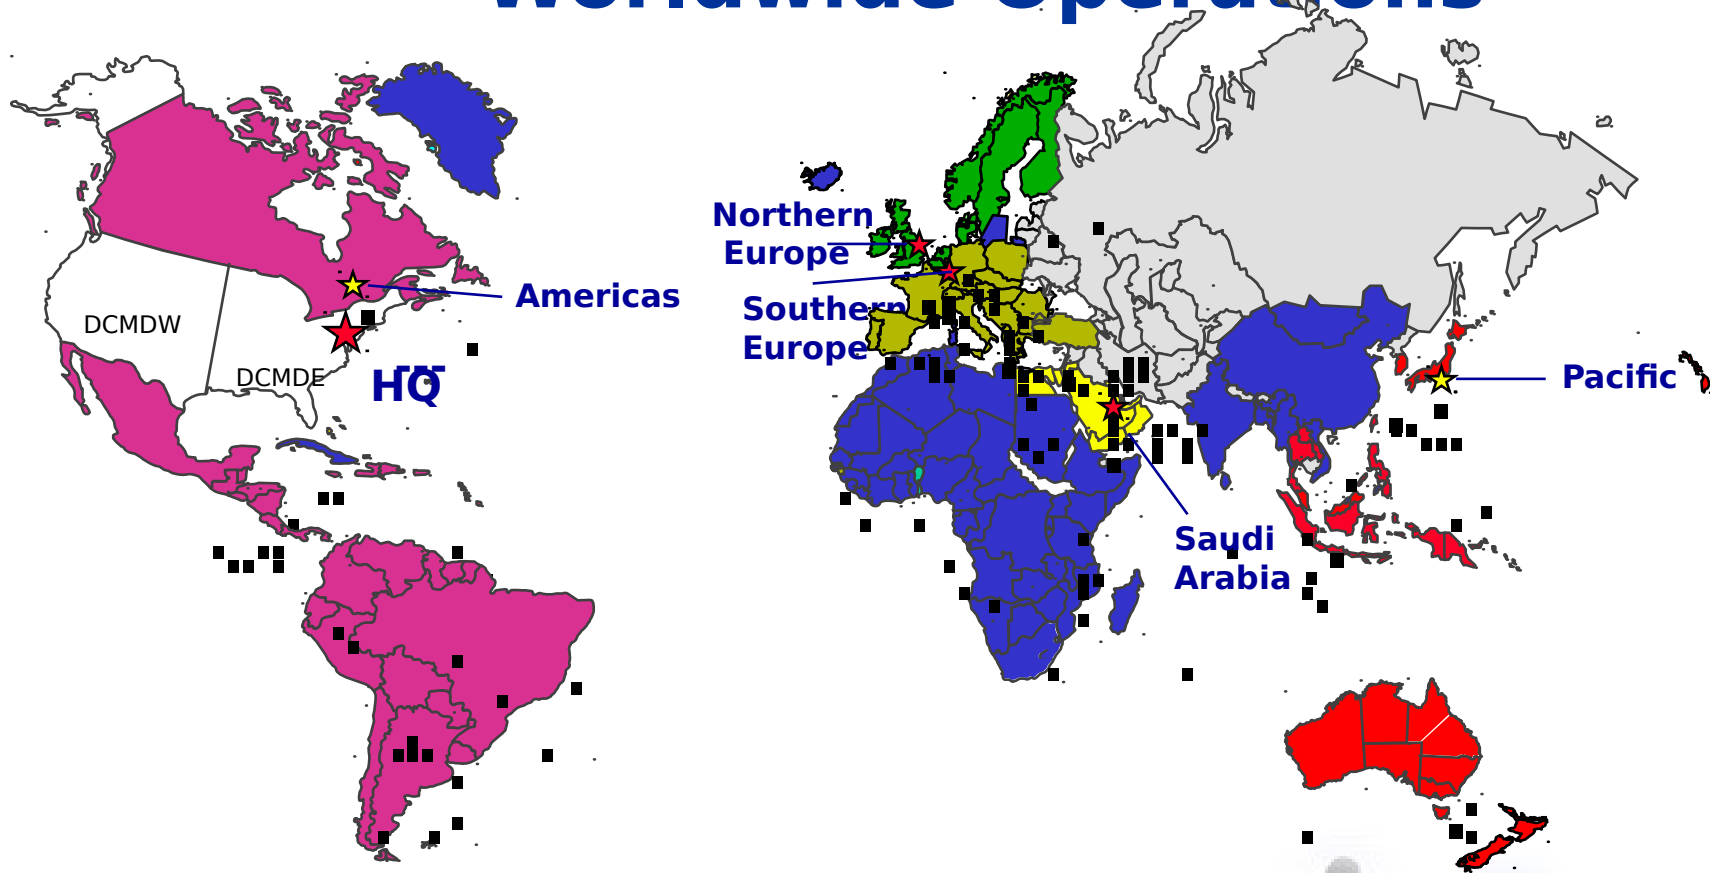 Worldwide Operations
Northern
Europe
Americas
Southern
Europe
DCMDW
DCMDE
HQ
Pacific
Saudi
Arabia